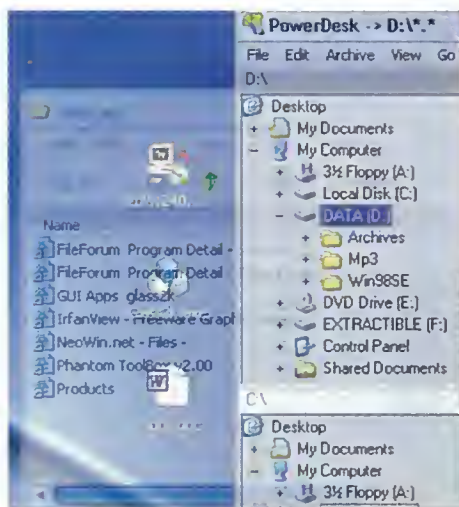 Name
FileForum Program Detail -
FileForum Program Detail
GUI Apps glass2k
IrfanView - Freeware Graph
NeoWin.net - Files -
Phantom ToolBox v2.00
Products
PowerDesk -> D:\*.*
File Edit Archive View Go
D:\
Desktop
My Documents
My Computer
3½ Floppy (A:)
Local Disk (C:)
DATA (D:)
Archives
Mp3
Win98SE
DVD Drive (E:)
EXTRACTIBLE (F:)
Control Panel
Shared Documents
C:\
Desktop
My Documents
My Computer
3½ Floppy (A:)